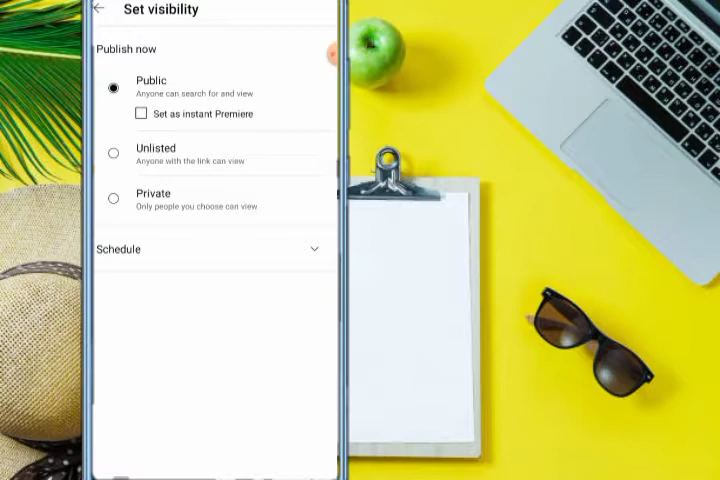 Set visibility
Publish now
Public
Anyone can search for and view
Set as instant Premiere
Unlisted
Anyone with the link can view
Private
Only people you choose can view
Schedule